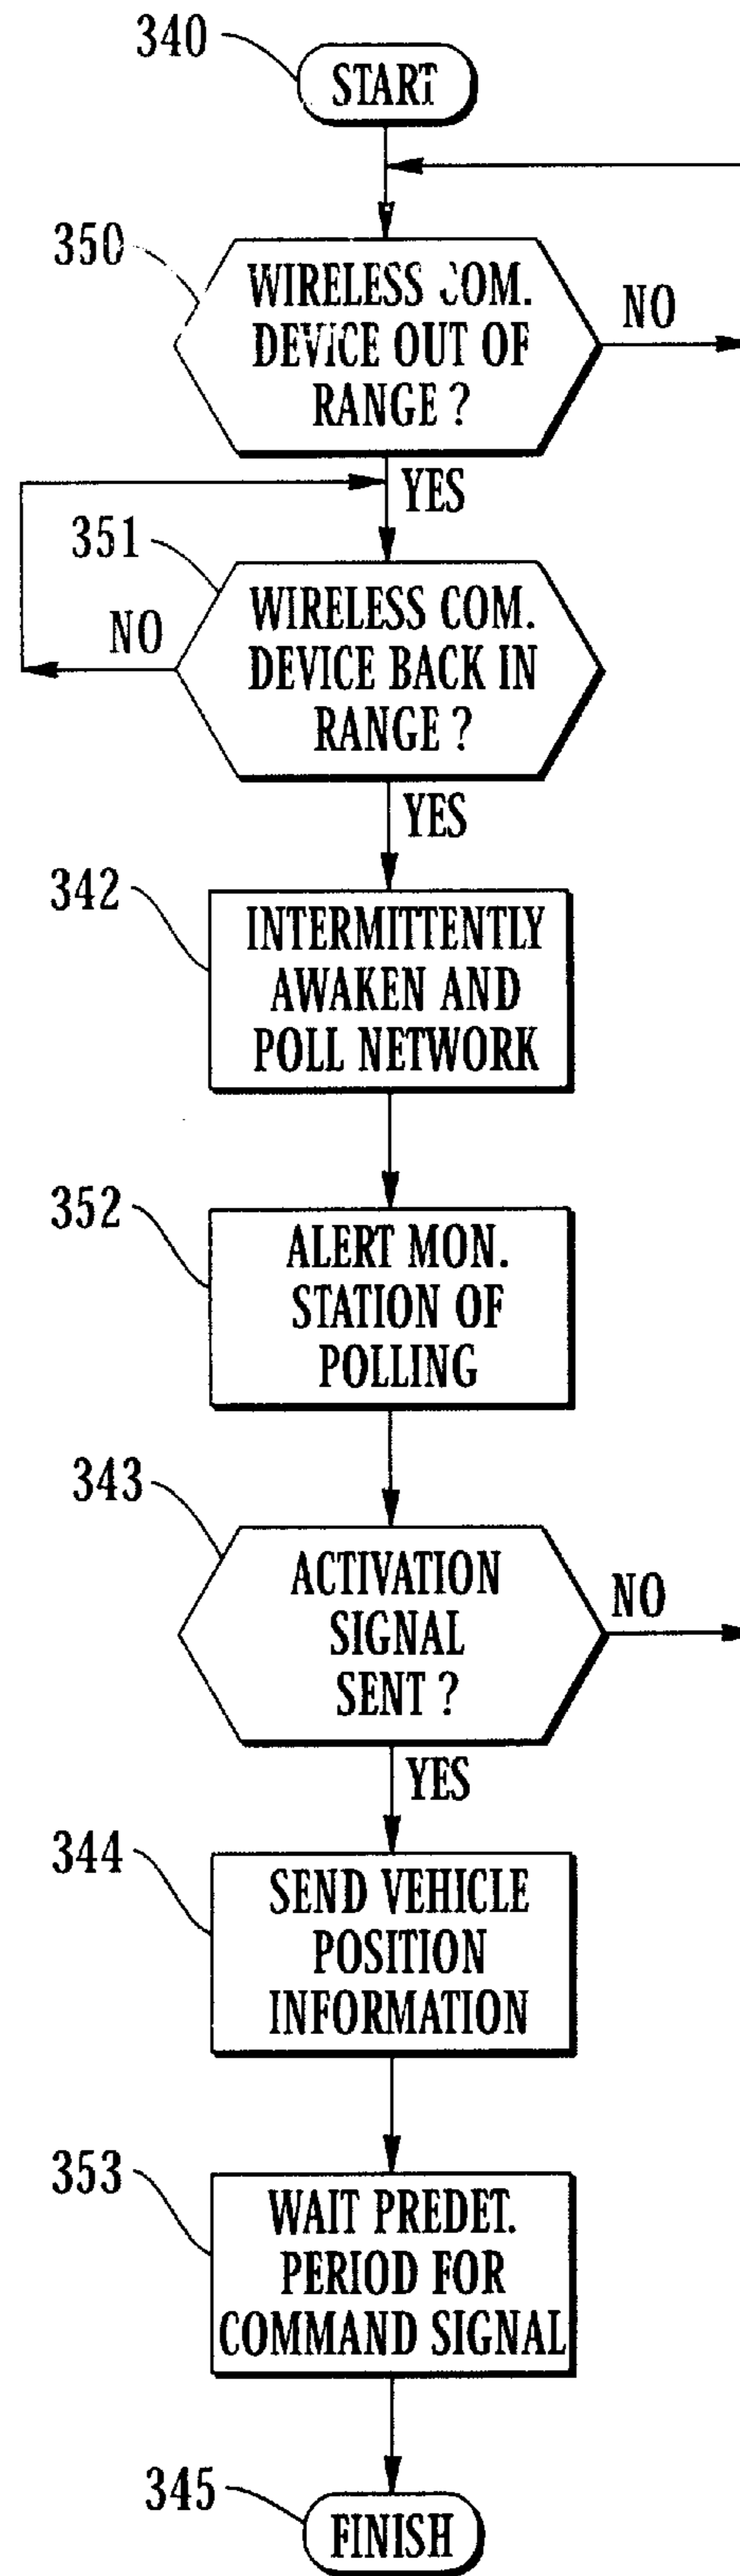 340
START
350
WIRELESS COM.
DEVICE OUT OF
RANGE ?
NO
YES
351
WIRELESS COM.
DEVICE BACK IN
RANGE ?
NO
YES
342
INTERMITTENTLY
AWAKEN AND
POLL NETWORK
352
ALERT MON.
STATION OF
POLLING
343
ACTIVATION
SIGNAL
SENT ?
NO
YES
344
SEND VEHICLE
POSITION
INFORMATION
353
WAIT PREDET.
PERIOD FOR
COMMAND SIGNAL
345
FINISH